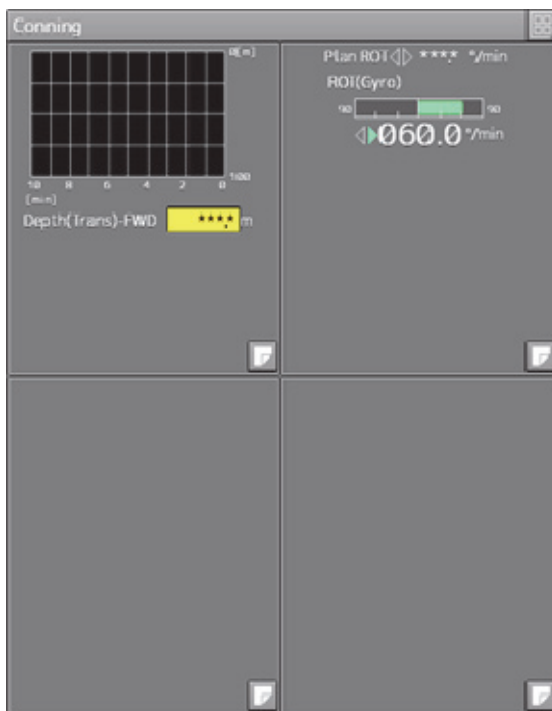 Conning
0[m]
100
10 8 6 4 2 0
[min]
Depth(Trans)-FWD ****.* m
Plan ROT ****.* °/min
ROT(Gyro)
90 90
060.0 °/min